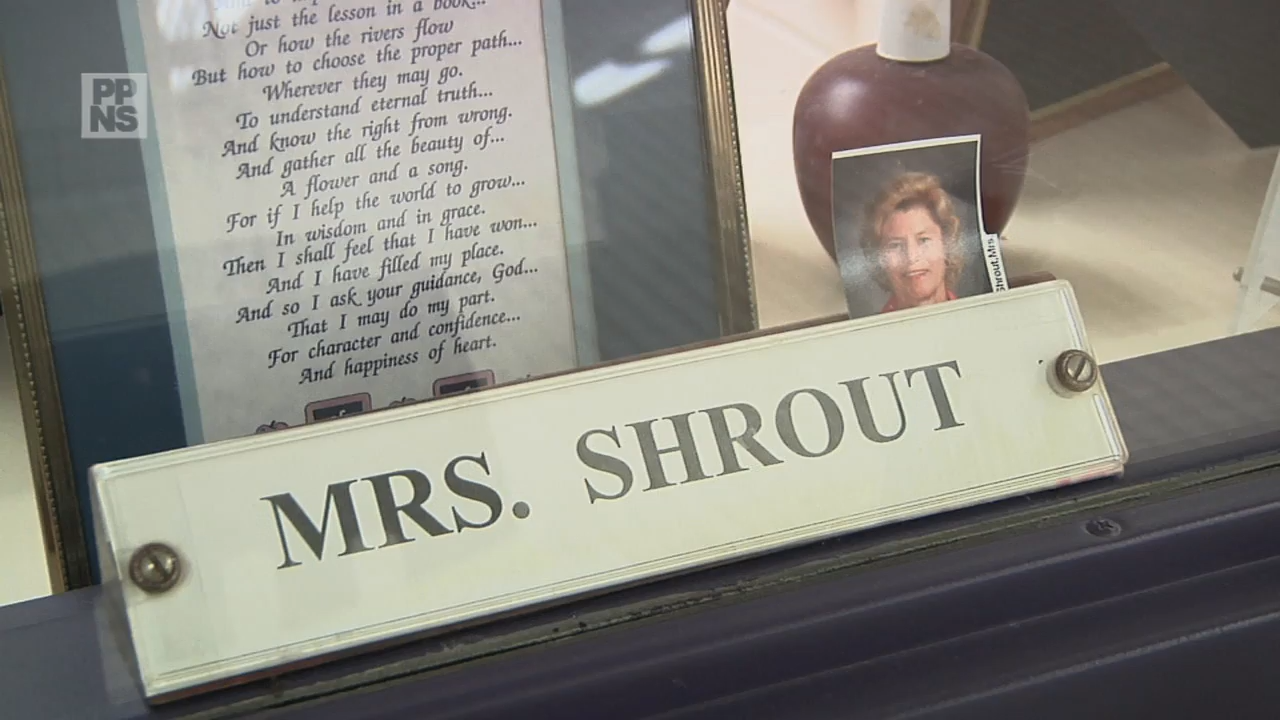 PP
NS
Not just the lesson in a book...
Or how the rivers flow
But how to choose the proper path...
Wherever they may go.
To understand eternal truth...
And know the right from wrong.
And gather all the beauty of...
A flower and a song.
For if I help the world to grow...
In wisdom and in grace.
Then I shall feel that I have won...
And I have filled my place.
And so I ask your guidance, God...
That I may do my part.
For character and confidence...
And happiness of heart.
Shrout, Mrs.
MRS. SHROUT